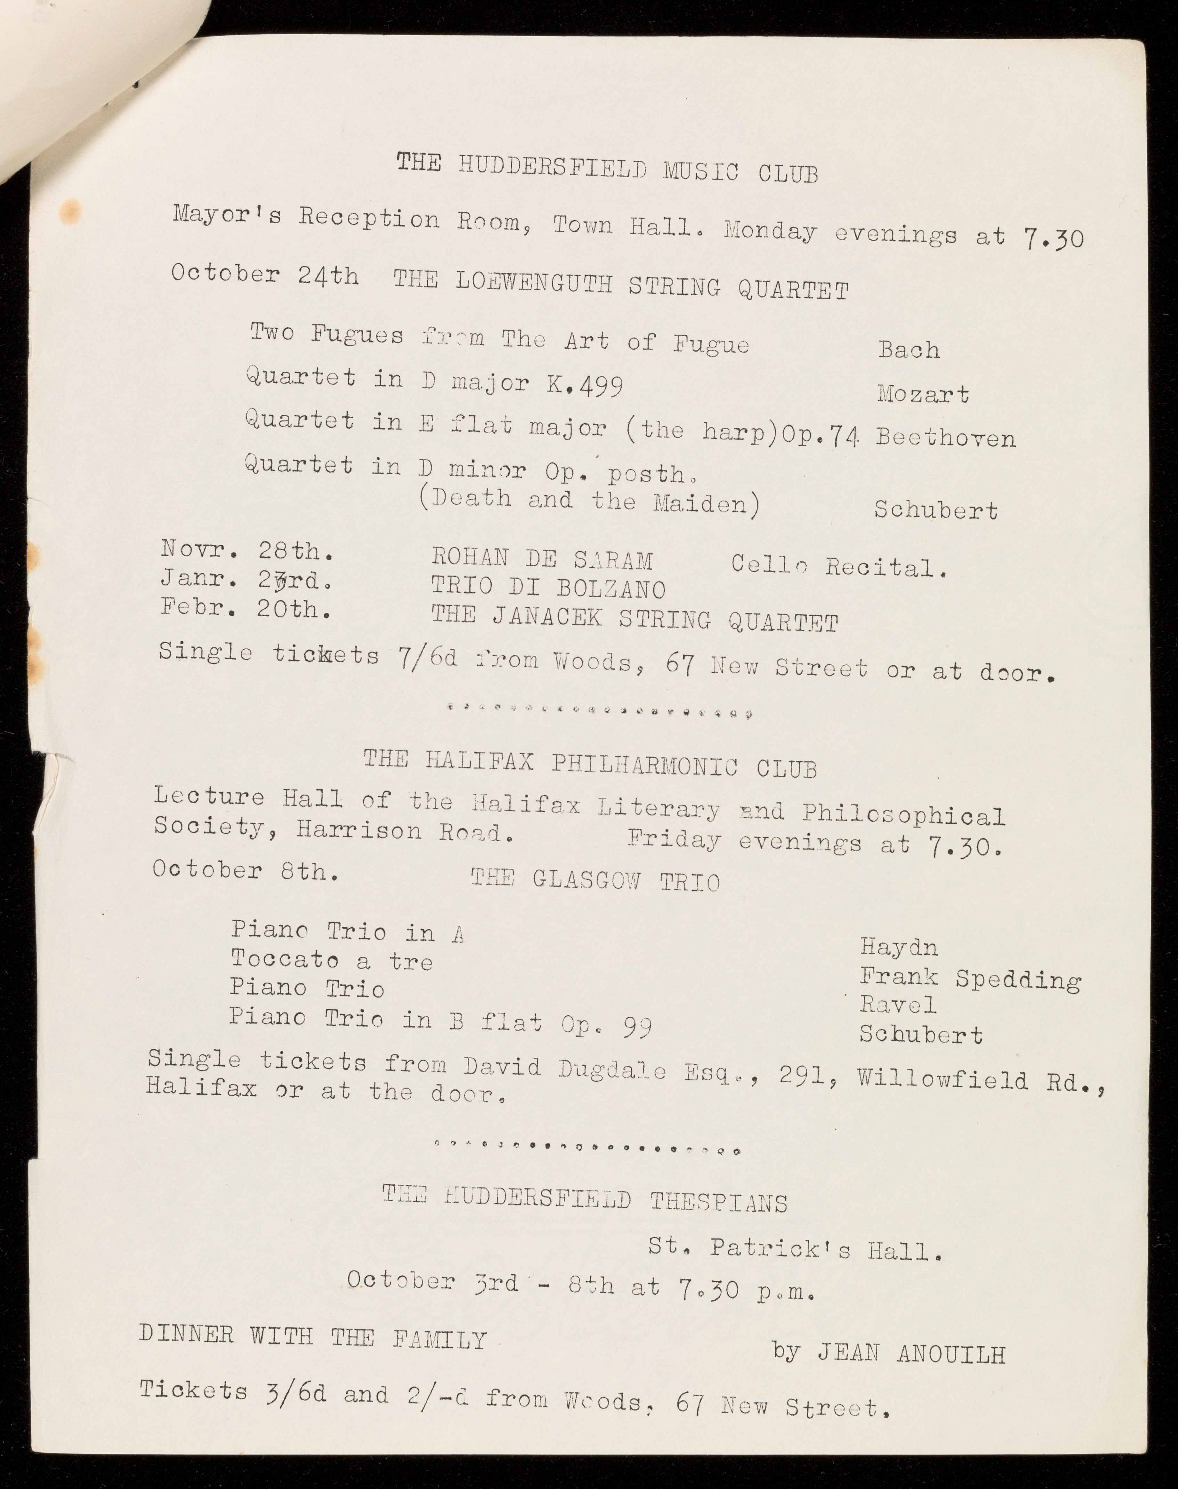 THE HUDDERSFIELD MUSIC CLUB
Mayor's Reception Room, Town Hall. Monday evenings at 7.30
October 24th THE LOEWENGUTH STRING QUARTET
Two Fugues from The Art of Fugue Bach
Quartet in D major K.499 Mozart
Quartet in E flat major (the harp)Op.74 Beethoven
Quartet in D minor Op. posth.
(Death and the Maiden) Schubert
Novr. 28th. ROHAN DE SARAM Cello Recital.
Janr. 23rd. TRIO DI BOLZANO
Febr. 20th. THE JANACEK STRING QUARTET
Single tickets 7/6d from Woods, 67 New Street or at door.
....................
THE HALIFAX PHILHARMONIC CLUB
Lecture Hall of the Halifax Literary and Philosophical
Society, Harrison Road. Friday evenings at 7.30.
October 8th. THE GLASGOW TRIO
Piano Trio in A Haydn
Toccato a tre Frank Spedding
Piano Trio Ravel
Piano Trio in B flat Op. 99 Schubert
Single tickets from David Dugdale Esq., 291, Willowfield Rd.,
Halifax or at the door.
....................
THE HUDDERSFIELD THESPIANS
St. Patrick's Hall.
October 3rd - 8th at 7.30 p.m.
DINNER WITH THE FAMILY by JEAN ANOUILH
Tickets 3/6d and 2/-d from Woods, 67 New Street.